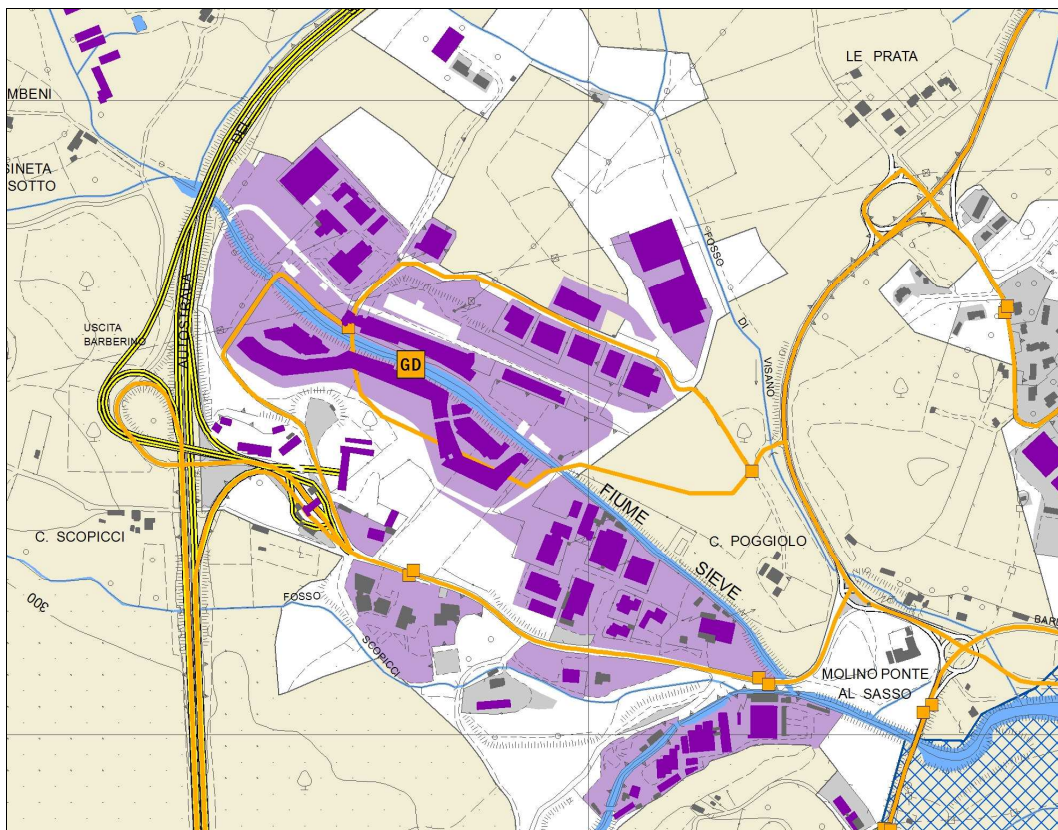 LE PRATA
MBENI
DEL
SINETA
SOTTO
FOSSO
DI
VISANO
AUTOSTRADA
USCITA
BARBERINO
GD
FIUME
SIEVE
C. SCOPICCI
C. POGGIOLO
300
FOSSO
SCOPICCI
BAR
MOLINO PONTE
AL SASSO